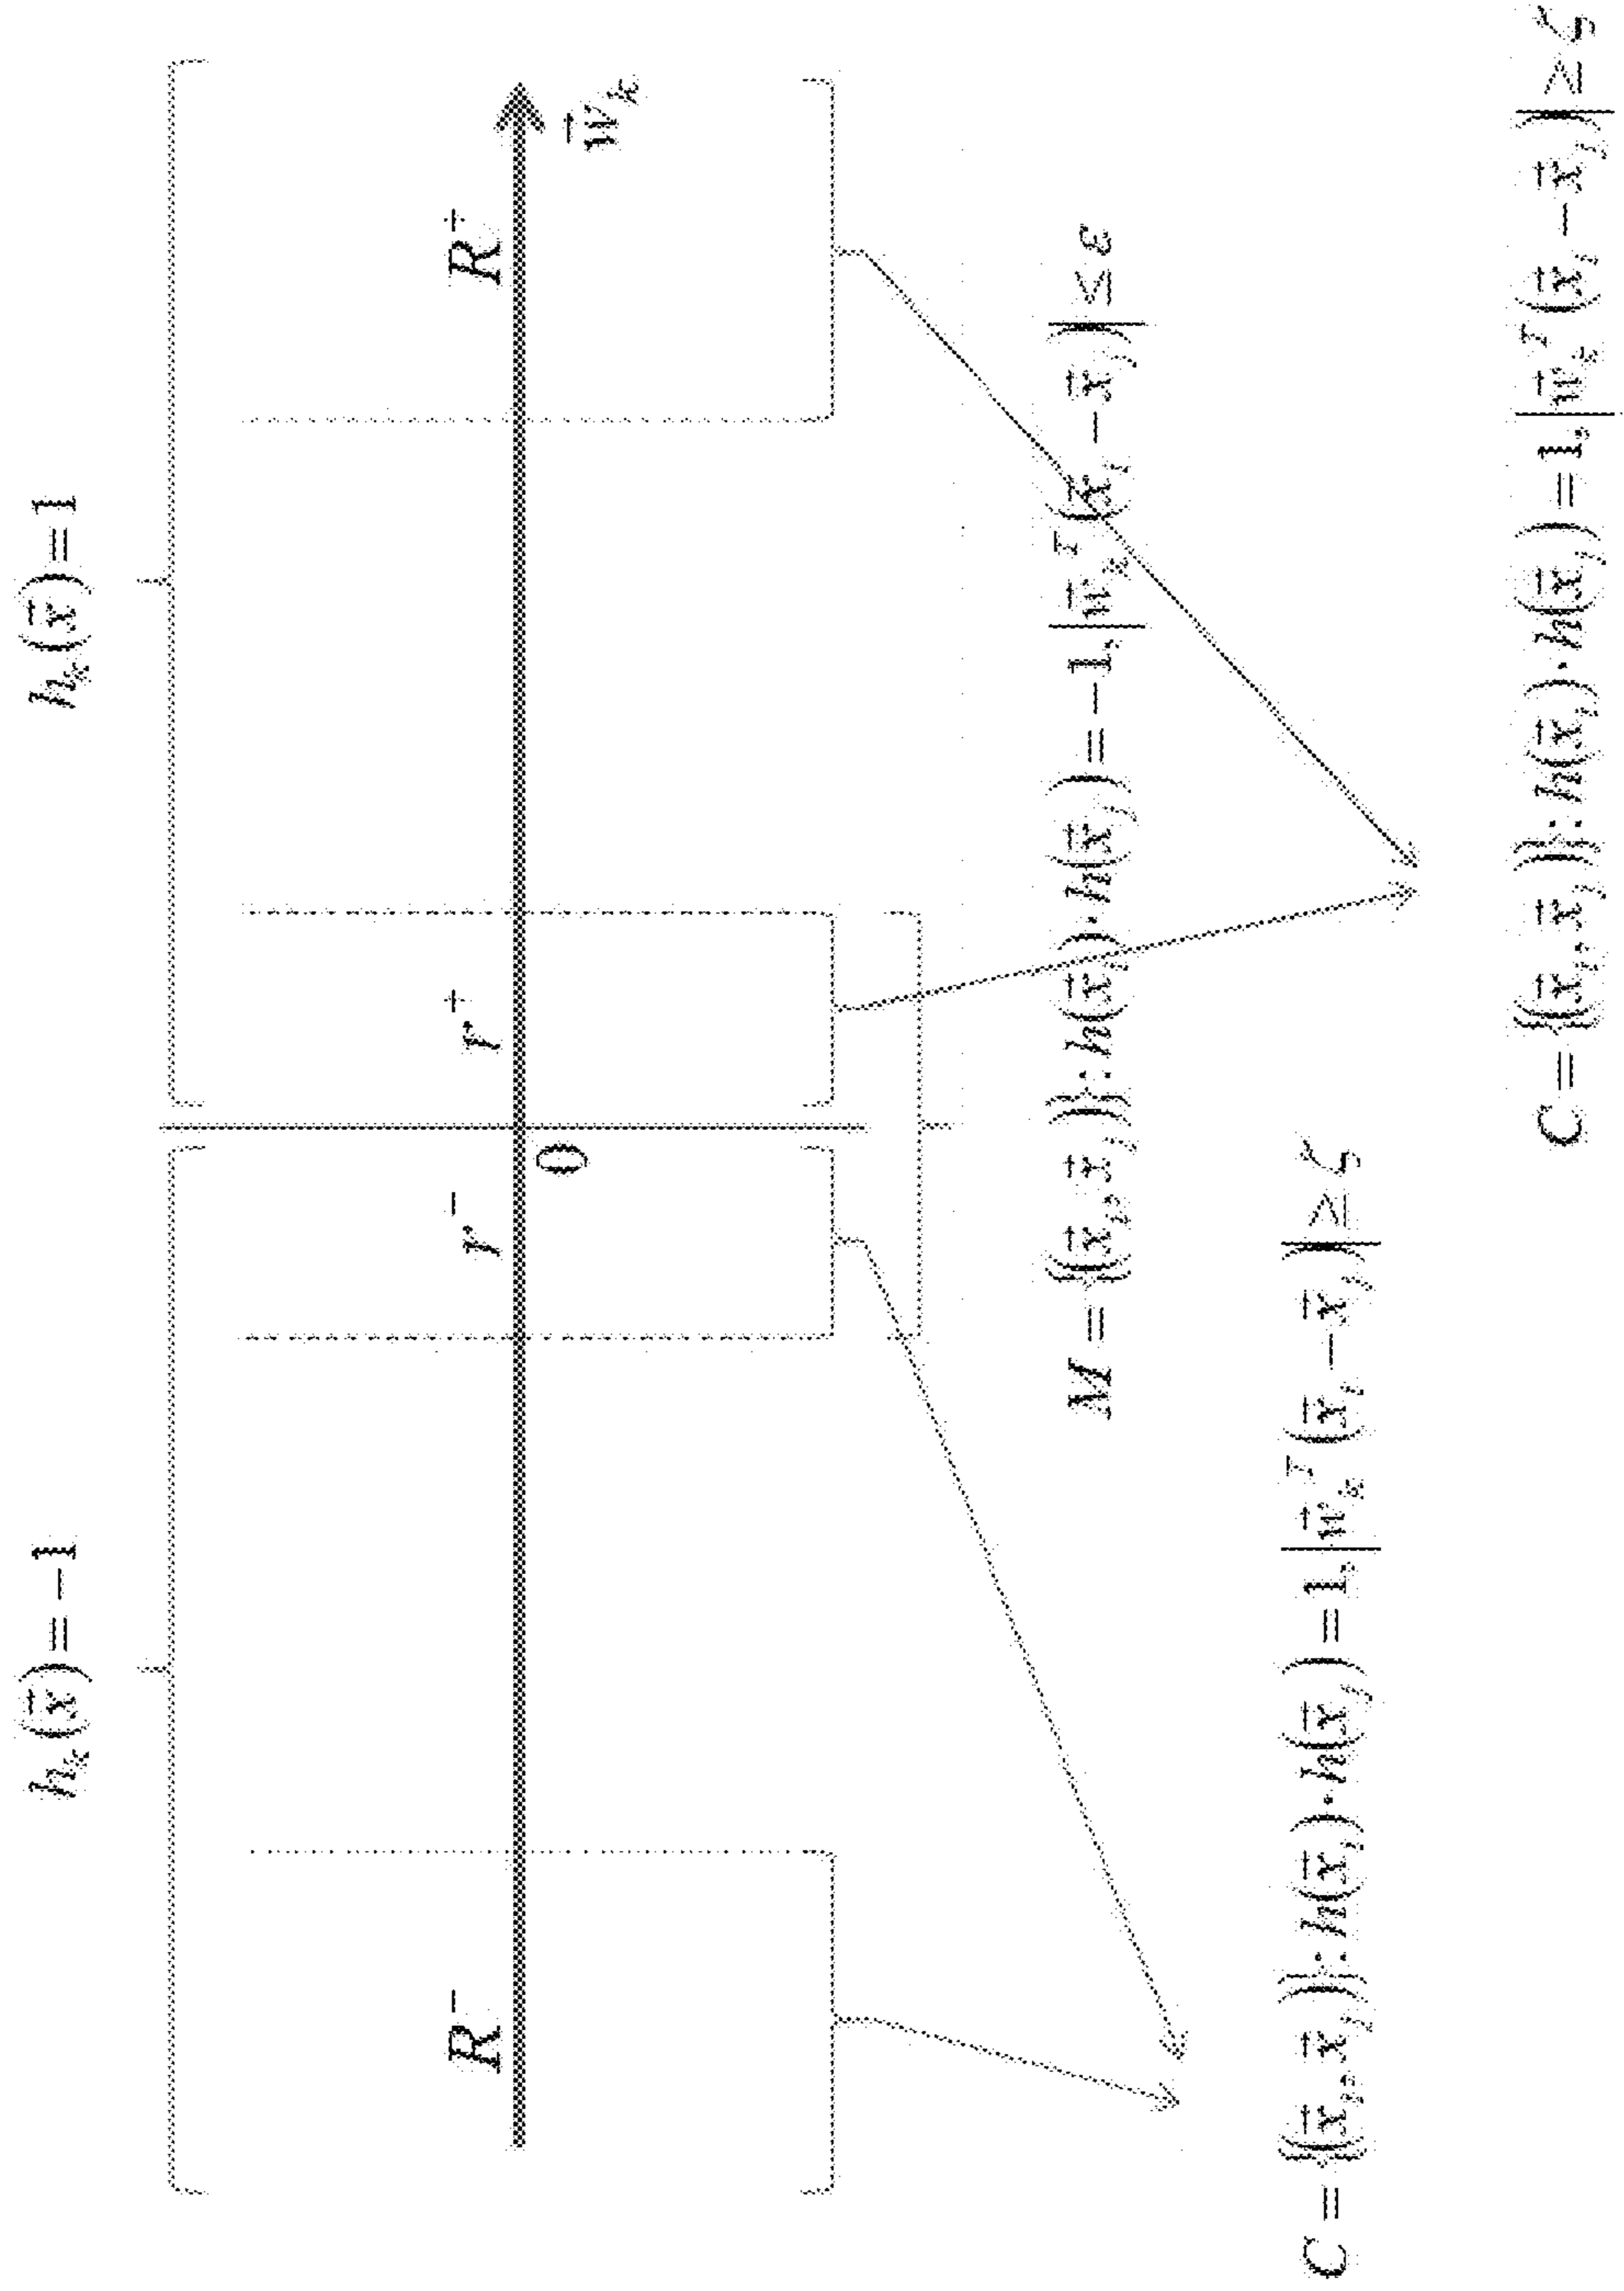 h_k(x⃗)=−1
h_k(x⃗)=1
R⁻
r⁻
r⁺
R⁺
0
w⃗_k
M = {(x⃗_i, x⃗_j)}: h(x⃗_i)·h(x⃗_j) = −1, |w⃗_k^T(x⃗_i − x⃗_j)| ≤ ε
C = {(x⃗_i, x⃗_j)}: h(x⃗_i)·h(x⃗_j) = 1, |w⃗_k^T(x⃗_i − x⃗_j)| ≥ ζ
C = {(x⃗_i, x⃗_j)}: h(x⃗_i)·h(x⃗_j) = 1, |w⃗_k^T(x⃗_i − x⃗_j)| ≥ ζ